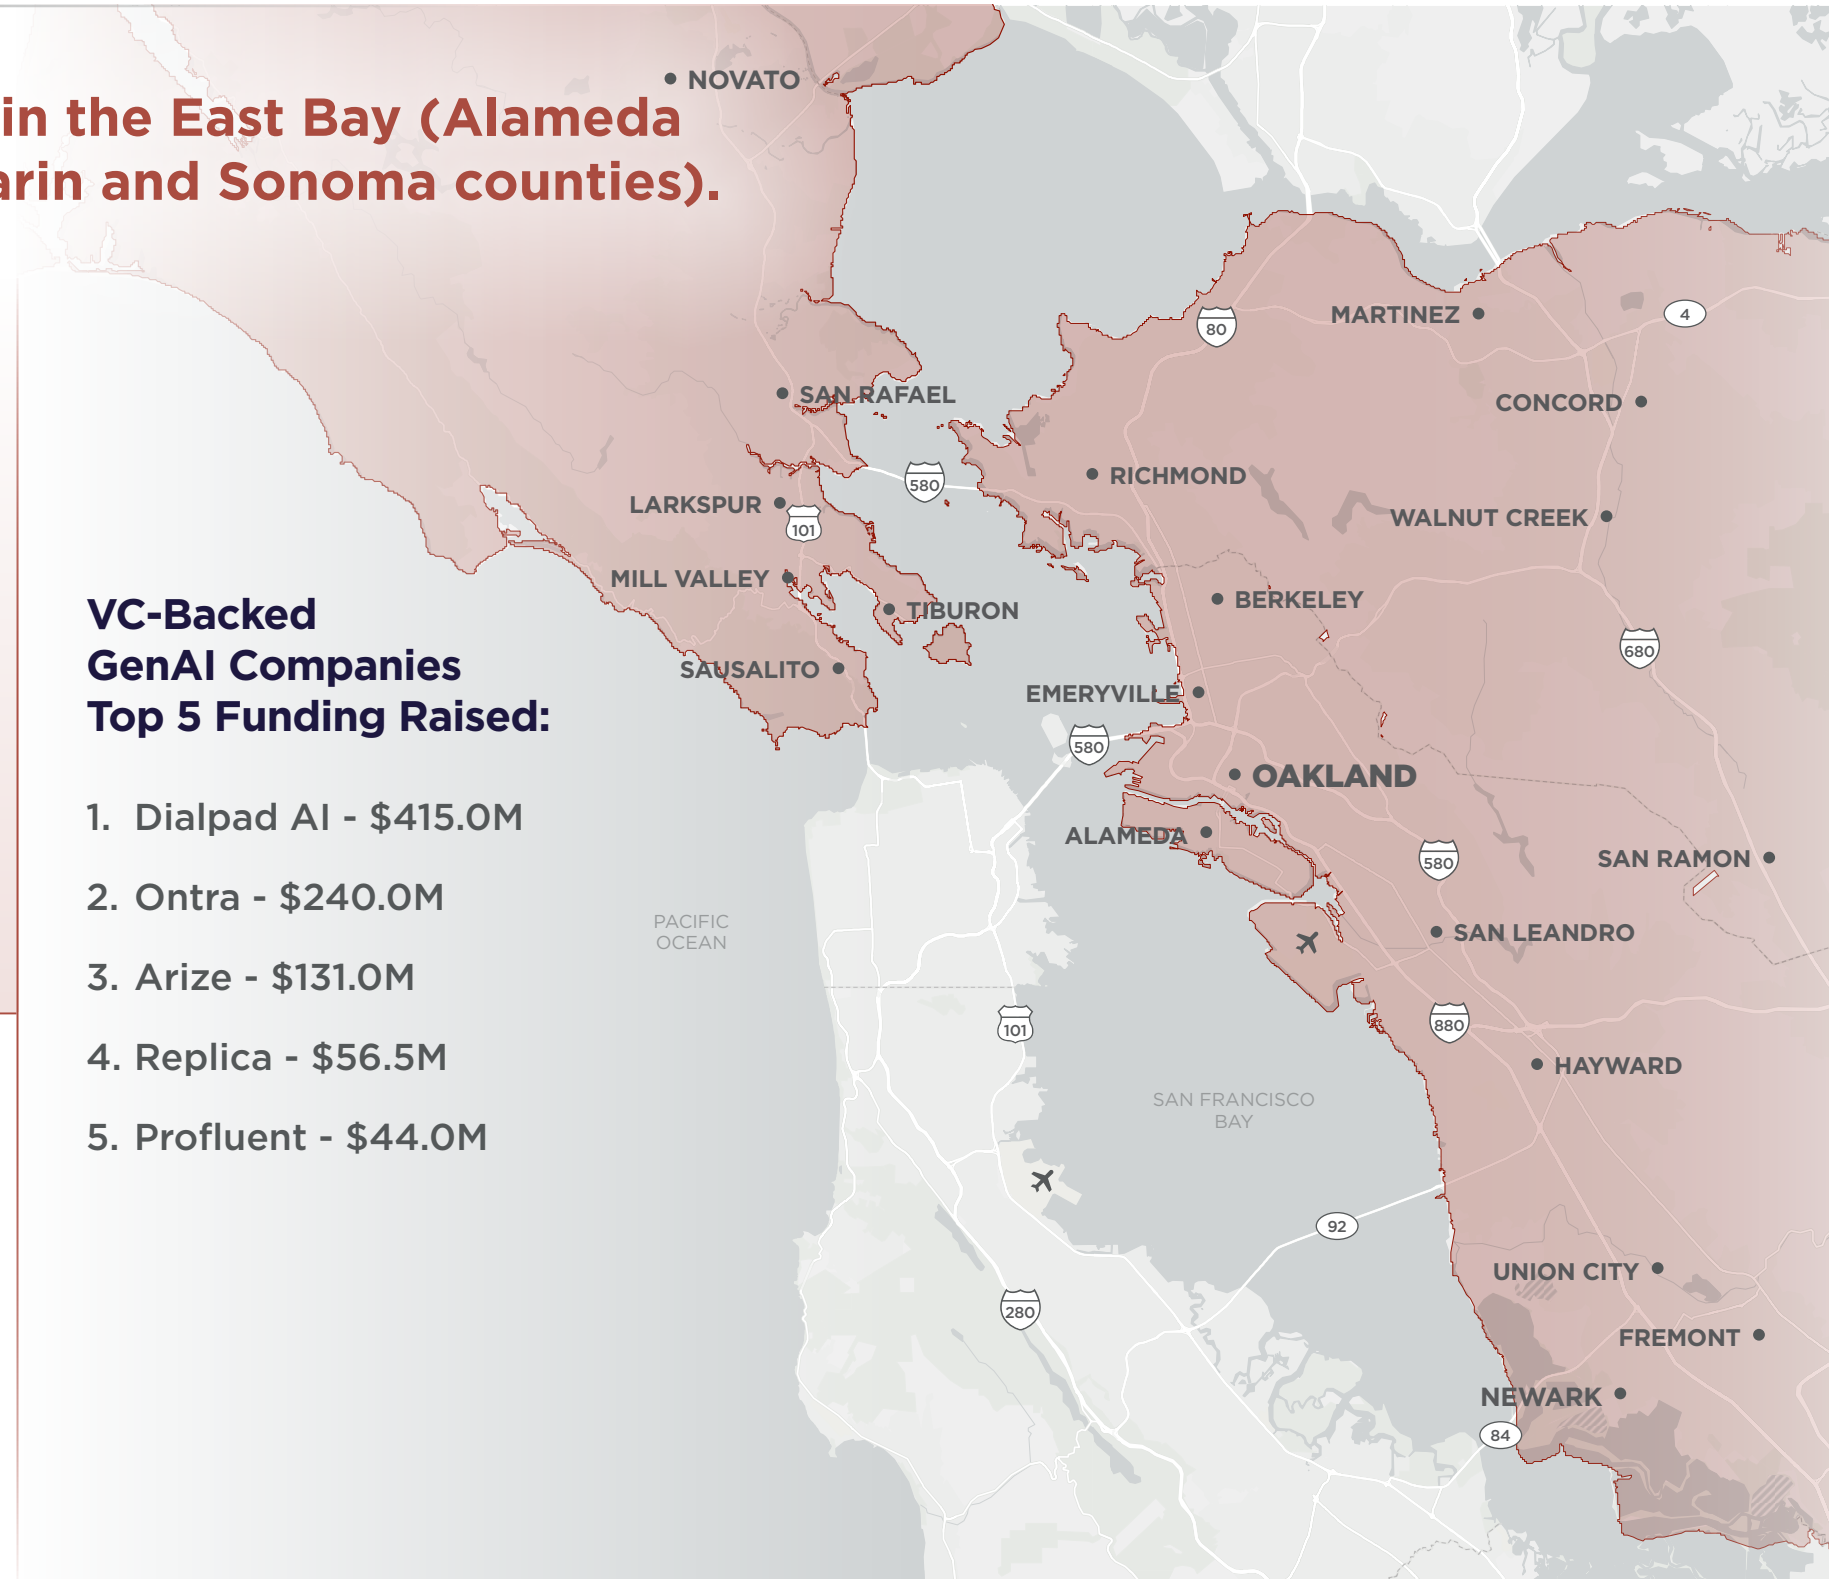 NOVATO
in the East Bay (Alameda
arin and Sonoma counties).
MARTINEZ
80
4
SAN RAFAEL
CONCORD
RICHMOND
580
LARKSPUR
101
WALNUT CREEK
MILL VALLEY
BERKELEY
TIBURON
VC-Backed
GenAI Companies
Top 5 Funding Raised:
680
SAUSALITO
EMERYVILLE
580
OAKLAND
1. Dialpad AI - $415.0M
ALAMEDA
580
SAN RAMON
2. Ontra - $240.0M
PACIFIC
OCEAN
SAN LEANDRO
3. Arize - $131.0M
101
880
4. Replica - $56.5M
HAYWARD
SAN FRANCISCO
BAY
5. Profluent - $44.0M
92
UNION CITY
280
FREMONT
NEWARK
84